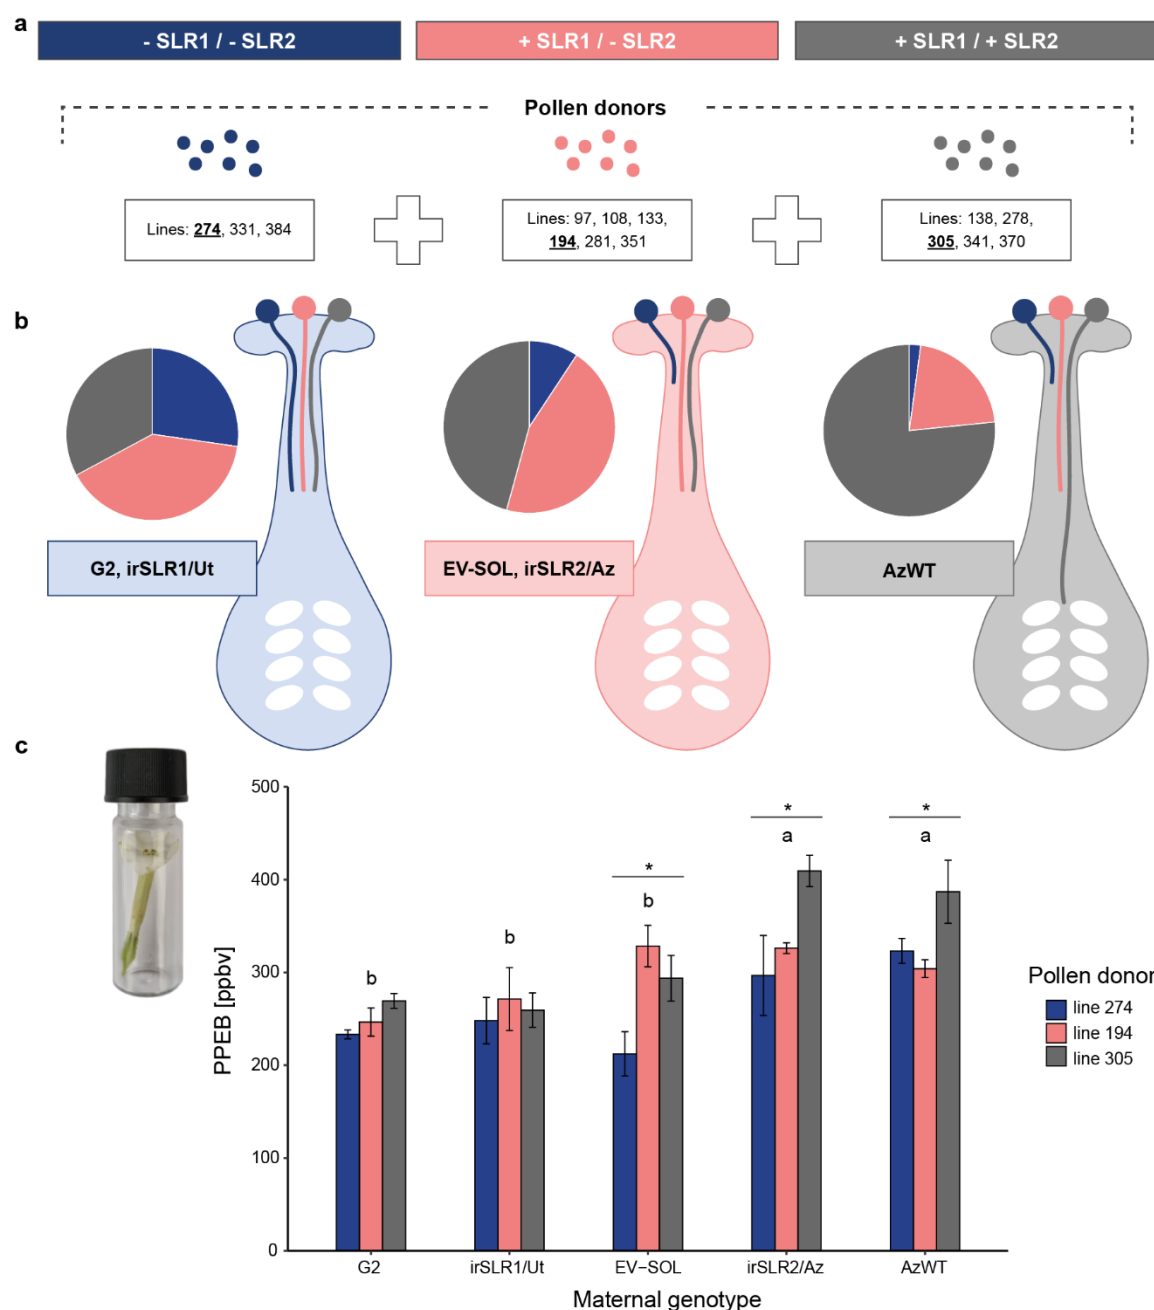 a
- SLR1 / - SLR2
+ SLR1 / - SLR2
+ SLR1 / + SLR2
Pollen donors
Lines: 274, 331, 384
Lines: 97, 108, 133,
194, 281, 351
Lines: 138, 278,
305, 341, 370
b
G2, irSLR1/Ut
EV-SOL, irSLR2/Az
AzWT
c
PPEB [ppbv]
500
400
300
200
100
0
b
b
*
b
*
a
*
a
G2
irSLR1/Ut
EV−SOL
irSLR2/Az
AzWT
Maternal genotype
Pollen donor
line 274
line 194
line 305